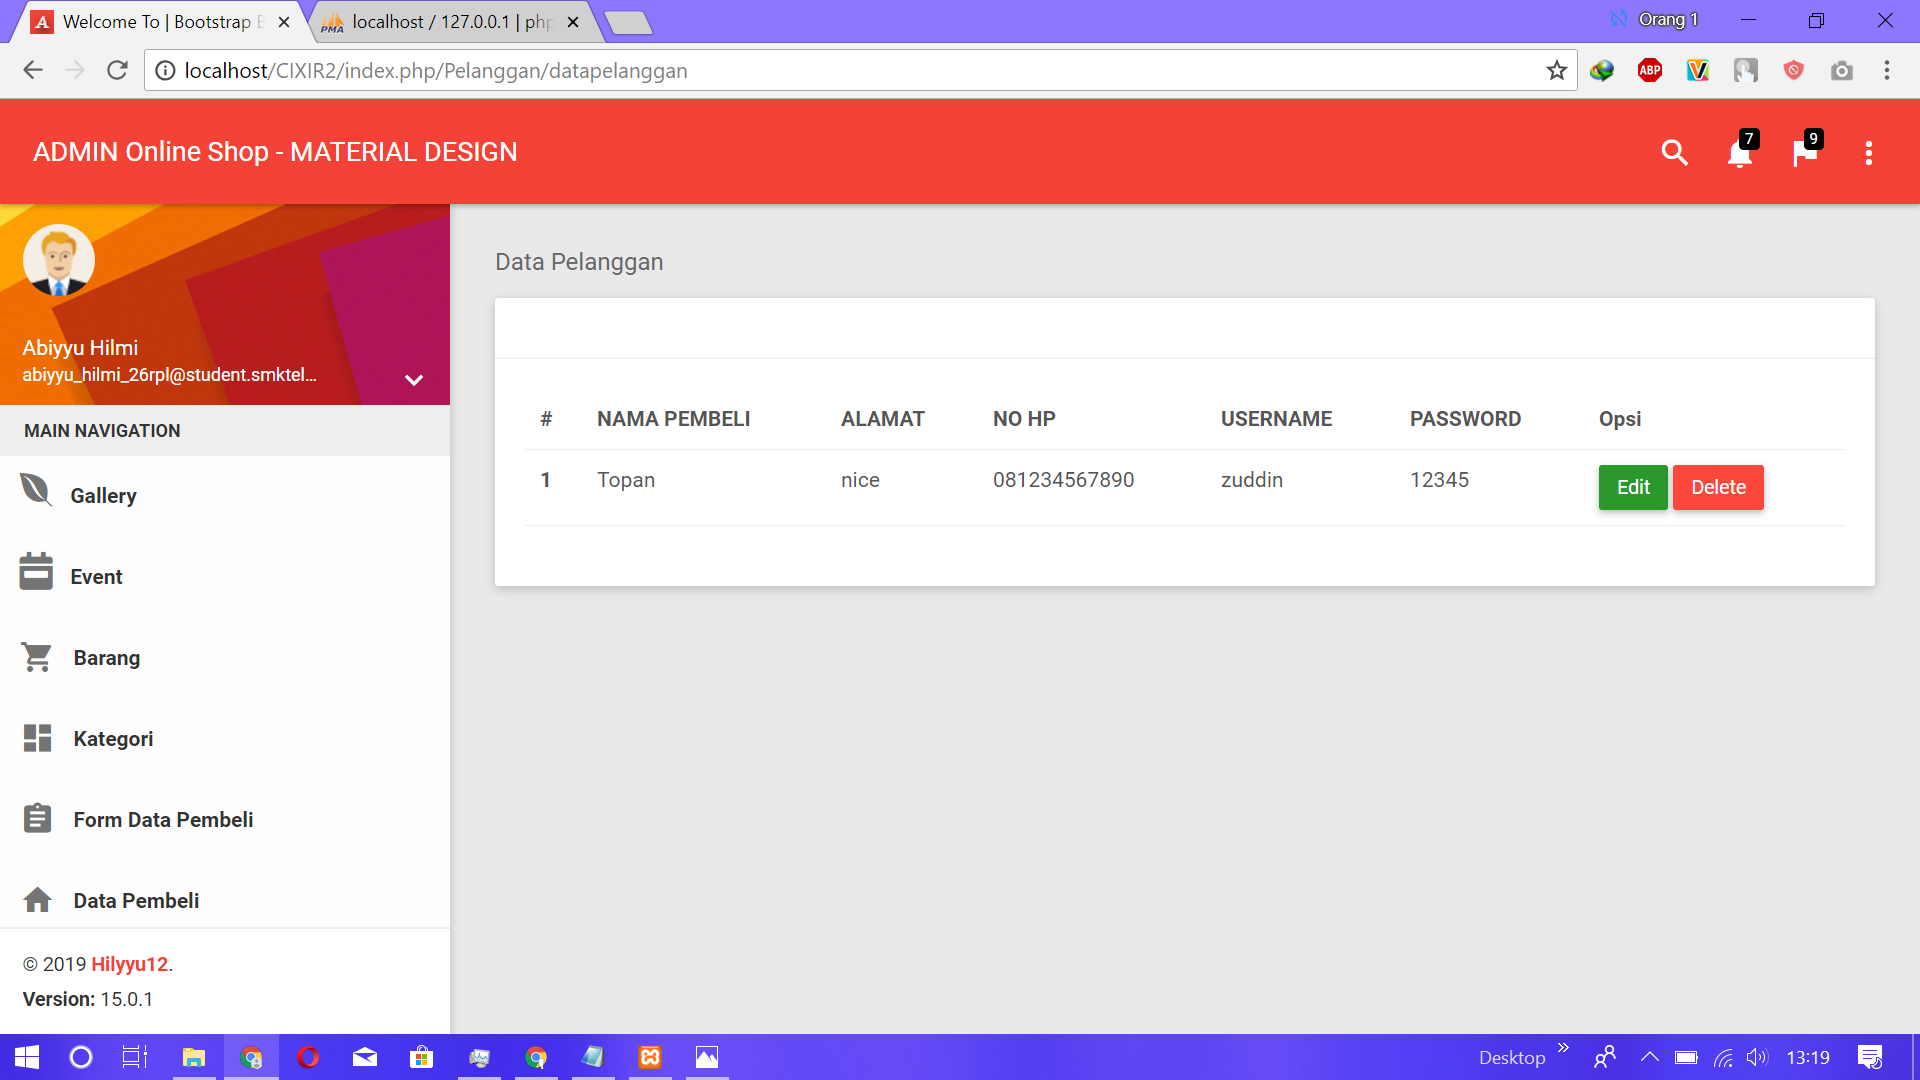 Welcome To | Bootstrap
localhost / 127.0.0.1 | php
Orang 1
localhost/CIXIR2/index.php/Pelanggan/datapelanggan
ABP
ADMIN Online Shop - MATERIAL DESIGN
7
9
Abiyyu Hilmi
abiyyu_hilmi_26rpl@student.smktel...
MAIN NAVIGATION
Gallery
Event
Barang
Kategori
Form Data Pembeli
Data Pembeli
© 2019 Hilyyu12.
Version: 15.0.1
Data Pelanggan
# NAMA PEMBELI ALAMAT NO HP USERNAME PASSWORD Opsi
1 Topan nice 081234567890 zuddin 12345 Edit Delete
Desktop
13:19